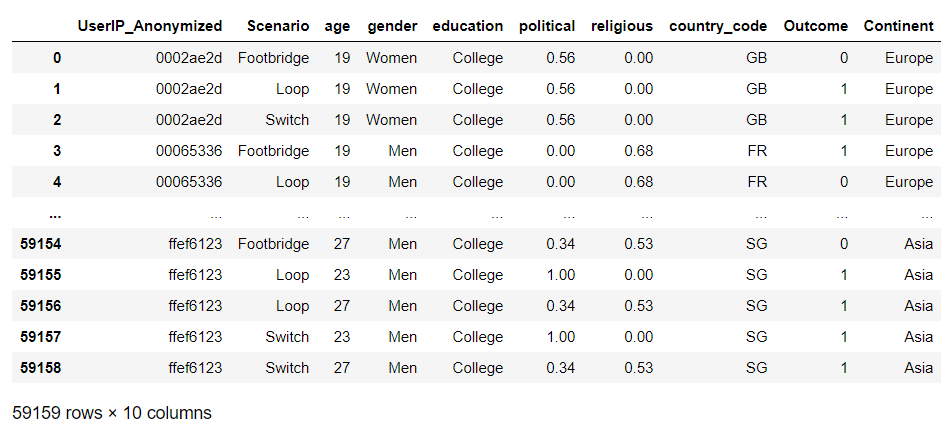 UserIP_Anonymized Scenario age gender education political religious country_code Outcome Continent
0 0002ae2d Footbridge 19 Women College 0.56 0.00 GB 0 Europe
1 0002ae2d Loop 19 Women College 0.56 0.00 GB 1 Europe
2 0002ae2d Switch 19 Women College 0.56 0.00 GB 1 Europe
3 00065336 Footbridge 19 Men College 0.00 0.68 FR 1 Europe
4 00065336 Loop 19 Men College 0.00 0.68 FR 0 Europe
... ... ... ... ... ... ... ... ... ... ...
59154 ffef6123 Footbridge 27 Men College 0.34 0.53 SG 0 Asia
59155 ffef6123 Loop 23 Men College 1.00 0.00 SG 1 Asia
59156 ffef6123 Loop 27 Men College 0.34 0.53 SG 1 Asia
59157 ffef6123 Switch 23 Men College 1.00 0.00 SG 1 Asia
59158 ffef6123 Switch 27 Men College 0.34 0.53 SG 1 Asia
59159 rows × 10 columns